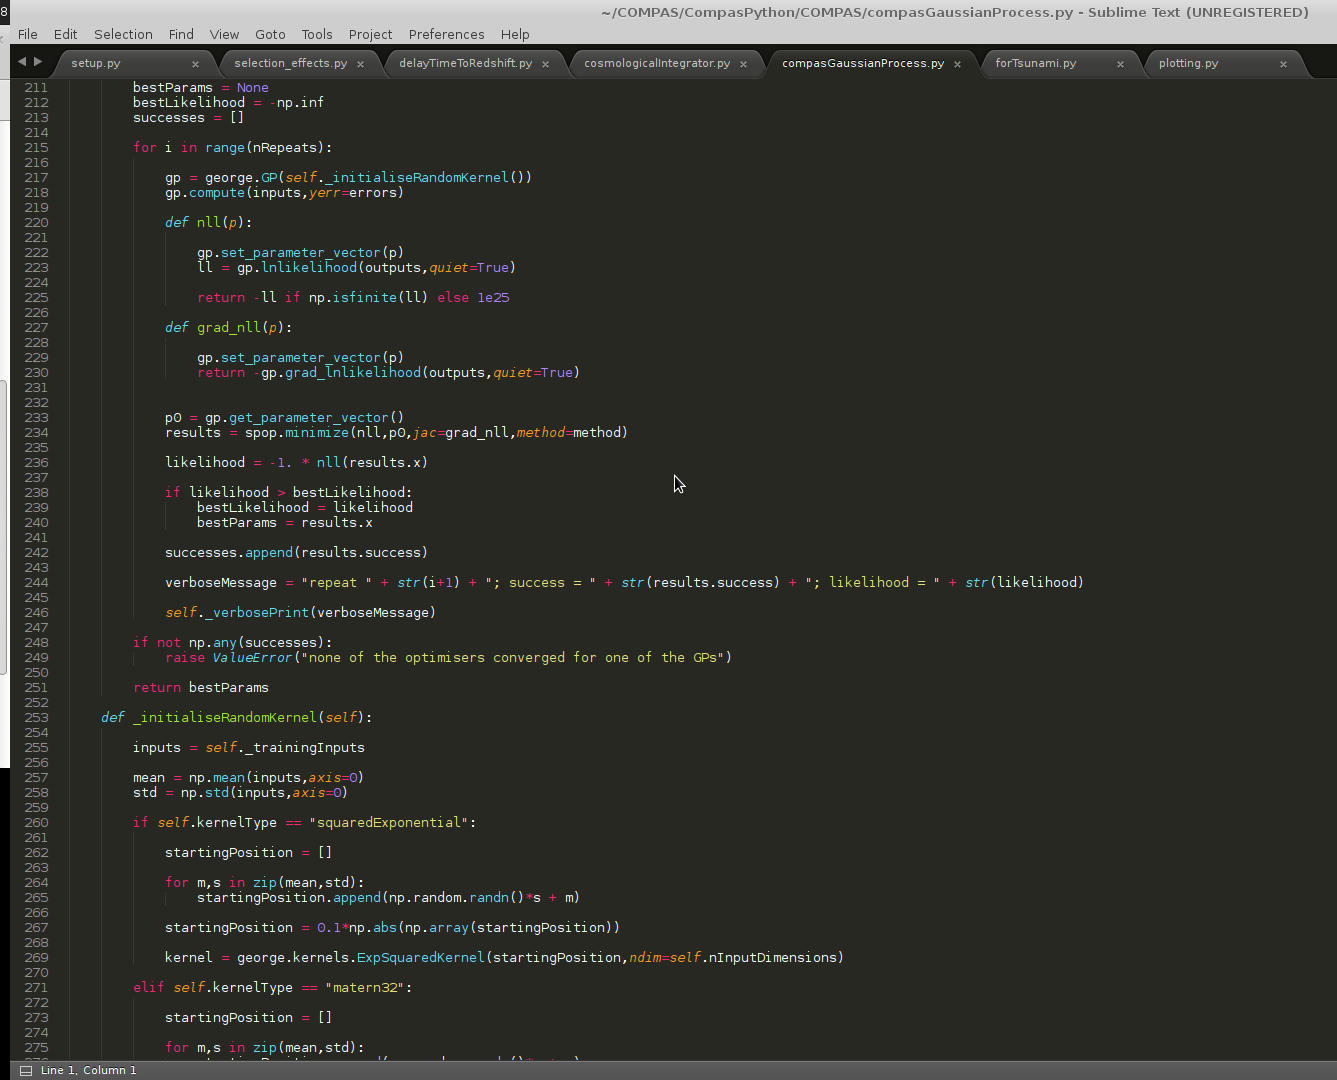 8
~/COMPAS/CompasPython/COMPAS/compasGaussianProcess.py - Sublime Text (UNREGISTERED)
File Edit Selection Find View Goto Tools Project Preferences Help
setup.py × selection_effects.py × delayTimeToRedshift.py × cosmologicalIntegrator.py × compasGaussianProcess.py × forTsunami.py × plotting.py ×
211 bestParams = None
212 bestLikelihood = -np.inf
213 successes = []
214
215 for i in range(nRepeats):
216
217 gp = george.GP(self._initialiseRandomKernel())
218 gp.compute(inputs,yerr=errors)
219
220 def nll(p):
221
222 gp.set_parameter_vector(p)
223 ll = gp.lnlikelihood(outputs,quiet=True)
224
225 return -ll if np.isfinite(ll) else 1e25
226
227 def grad_nll(p):
228
229 gp.set_parameter_vector(p)
230 return -gp.grad_lnlikelihood(outputs,quiet=True)
231
232
233 p0 = gp.get_parameter_vector()
234 results = spop.minimize(nll,p0,jac=grad_nll,method=method)
235
236 likelihood = -1. * nll(results.x)
237
238 if likelihood > bestLikelihood:
239 bestLikelihood = likelihood
240 bestParams = results.x
241
242 successes.append(results.success)
243
244 verboseMessage = "repeat " + str(i+1) + "; success = " + str(results.success) + "; likelihood = " + str(likelihood)
245
246 self._verbosePrint(verboseMessage)
247
248 if not np.any(successes):
249 raise ValueError("none of the optimisers converged for one of the GPs")
250
251 return bestParams
252
253 def _initialiseRandomKernel(self):
254
255 inputs = self._trainingInputs
256
257 mean = np.mean(inputs,axis=0)
258 std = np.std(inputs,axis=0)
259
260 if self.kernelType == "squaredExponential":
261
262 startingPosition = []
263
264 for m,s in zip(mean,std):
265 startingPosition.append(np.random.randn()*s + m)
266
267 startingPosition = 0.1*np.abs(np.array(startingPosition))
268
269 kernel = george.kernels.ExpSquaredKernel(startingPosition,ndim=self.nInputDimensions)
270
271 elif self.kernelType == "matern32":
272
273 startingPosition = []
274
275 for m,s in zip(mean,std):
Line 1, Column 1